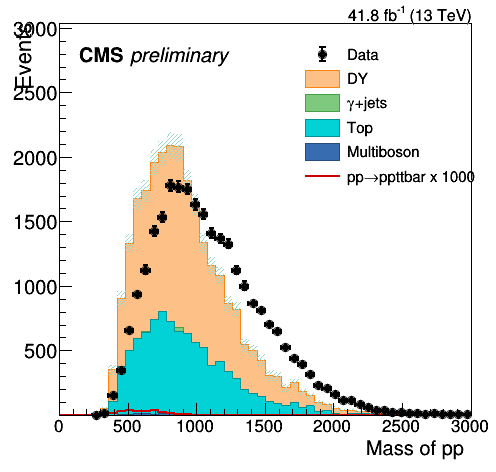 41.8 fb⁻¹ (13 TeV)
Events
CMS preliminary
Data
DY
γ+jets
Top
Multiboson
pp→ppttbar x 1000
3000
2500
2000
1500
1000
500
0 500 1000 1500 2000 2500 3000
Mass of pp